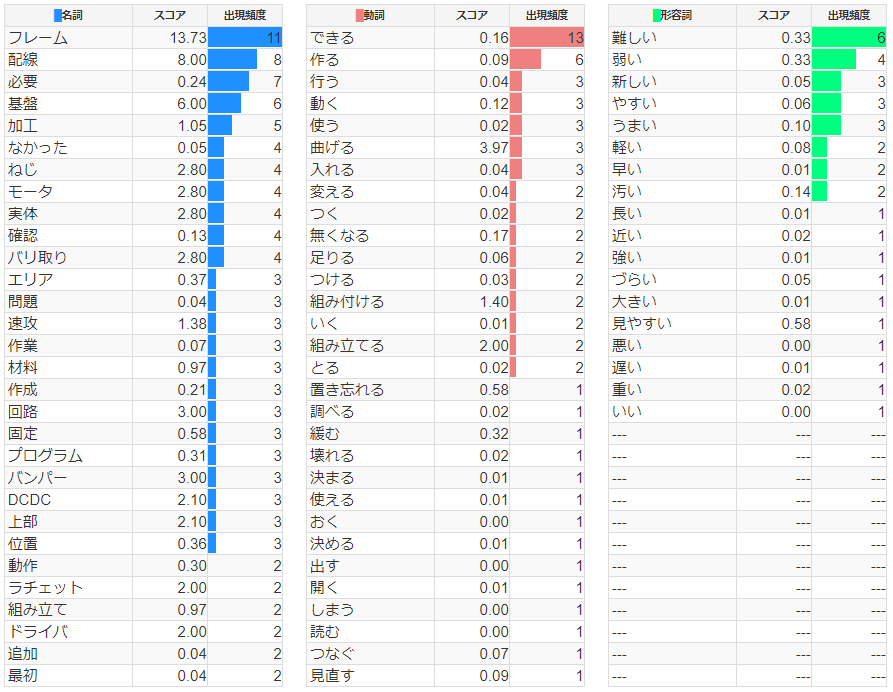 名詞 スコア 出現頻度 動詞 スコア 出現頻度 形容詞 スコア 出現頻度
フレーム 13.73 11 できる 0.16 13 難しい 0.33 6
配線 8.00 8 作る 0.09 6 弱い 0.33 4
必要 0.24 7 行う 0.04 3 新しい 0.05 3
基盤 6.00 6 動く 0.12 3 やすい 0.06 3
加工 1.05 5 使う 0.02 3 うまい 0.10 3
なかった 0.05 4 曲げる 3.97 3 軽い 0.08 2
ねじ 2.80 4 入れる 0.04 3 早い 0.01 2
モータ 2.80 4 変える 0.04 2 汚い 0.14 2
実体 2.80 4 つく 0.02 2 長い 0.01 1
確認 0.13 4 無くなる 0.17 2 近い 0.02 1
バリ取り 2.80 4 足りる 0.06 2 強い 0.01 1
エリア 0.37 3 つける 0.03 2 づらい 0.05 1
問題 0.04 3 組み付ける 1.40 2 大きい 0.01 1
速攻 1.38 3 いく 0.01 2 見やすい 0.58 1
作業 0.07 3 組み立てる 2.00 2 悪い 0.00 1
材料 0.97 3 とる 0.02 2 遅い 0.01 1
作成 0.21 3 置き忘れる 0.58 1 重い 0.02 1
回路 3.00 3 調べる 0.02 1 いい 0.00 1
固定 0.58 3 緩む 0.32 1 --- --- ---
プログラム 0.31 3 壊れる 0.02 1 --- --- ---
バンパー 3.00 3 決まる 0.01 1 --- --- ---
DCDC 2.10 3 使える 0.01 1 --- --- ---
上部 2.10 3 おく 0.00 1 --- --- ---
位置 0.36 3 決める 0.01 1 --- --- ---
動作 0.30 2 出す 0.00 1 --- --- ---
ラチェット 2.00 2 開く 0.01 1 --- --- ---
組み立て 0.97 2 しまう 0.00 1 --- --- ---
ドライバ 2.00 2 読む 0.00 1 --- --- ---
追加 0.04 2 つなぐ 0.07 1 --- --- ---
最初 0.04 2 見直す 0.09 1 --- --- ---